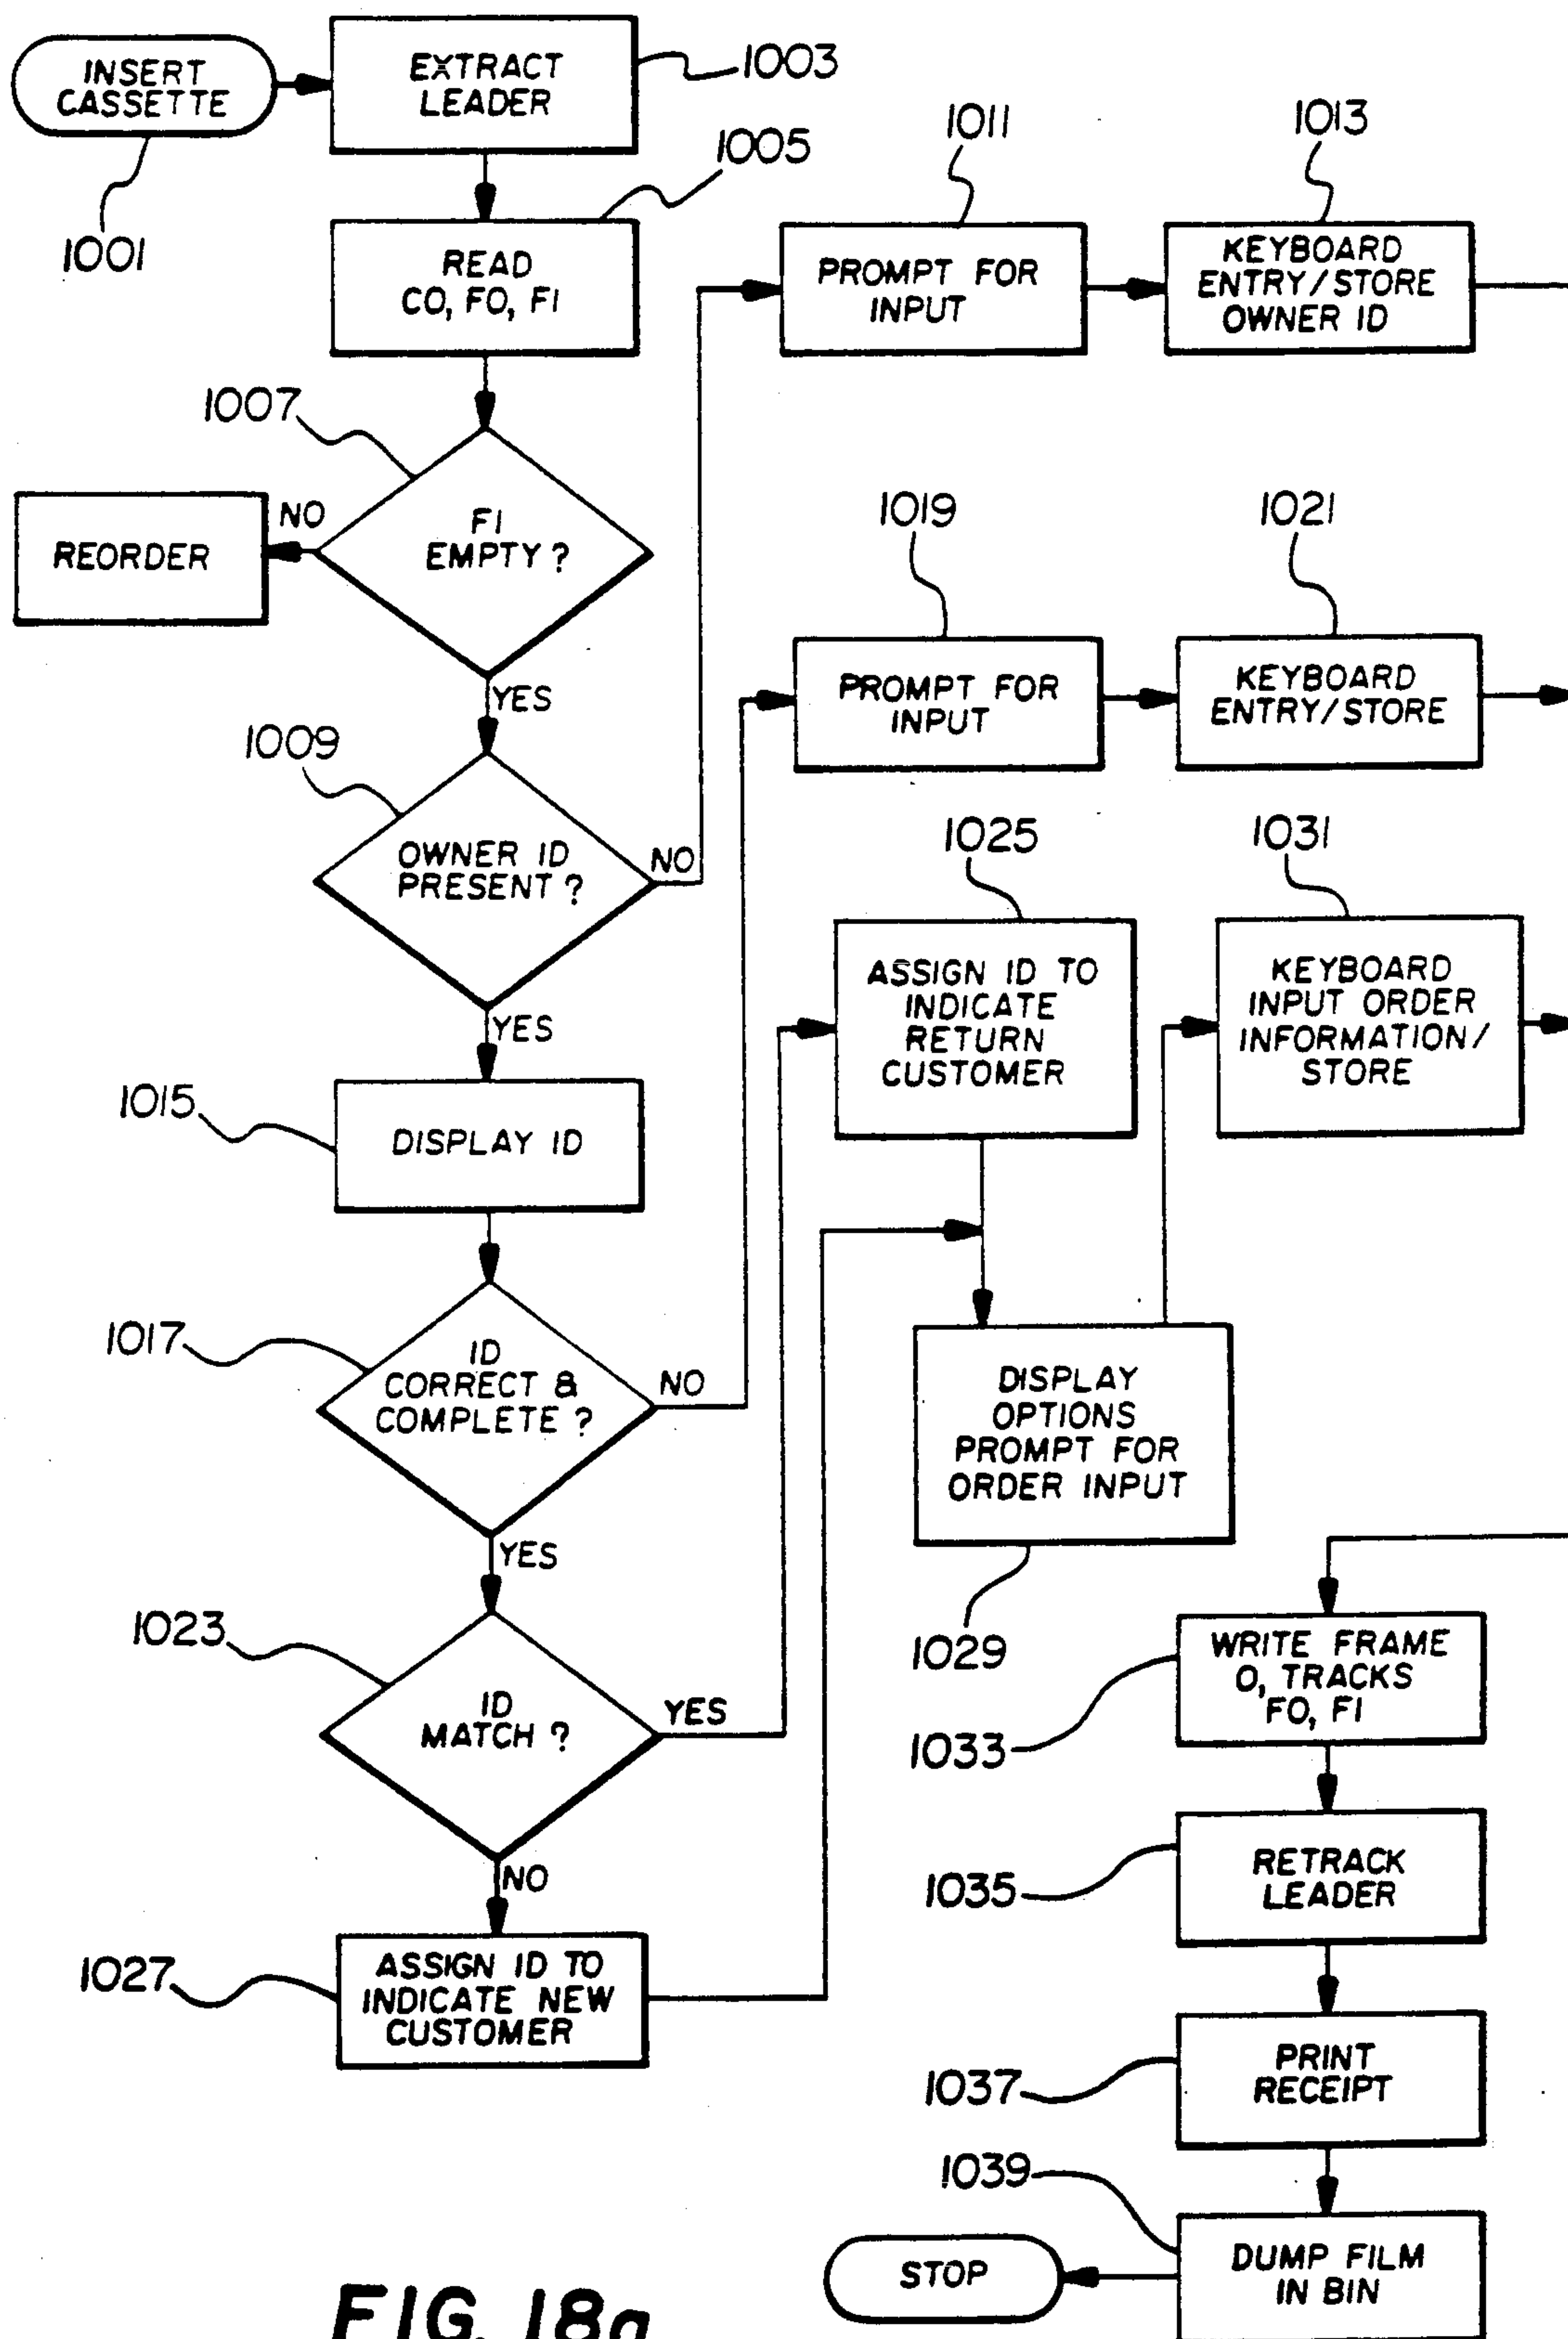 INSERT
CASSETTE
1001
EXTRACT
LEADER
1003
READ
CO, FO, F1
1005
1007
F1
EMPTY ?
NO
REORDER
YES
1009
OWNER ID
PRESENT ?
NO
YES
1011
PROMPT FOR
INPUT
1013
KEYBOARD
ENTRY/STORE
OWNER ID
1015
DISPLAY ID
1017
ID
CORRECT &
COMPLETE ?
NO
YES
1019
PROMPT FOR
INPUT
1021
KEYBOARD
ENTRY/STORE
1023
ID
MATCH ?
YES
NO
1025
ASSIGN ID TO
INDICATE
RETURN
CUSTOMER
1027
ASSIGN ID TO
INDICATE NEW
CUSTOMER
DISPLAY
OPTIONS
PROMPT FOR
ORDER INPUT
1029
1031
KEYBOARD
INPUT ORDER
INFORMATION/
STORE
WRITE FRAME
0, TRACKS
FO, F1
1033
RETRACK
LEADER
1035
PRINT
RECEIPT
1037
1039
DUMP FILM
IN BIN
STOP
FIG. 18a